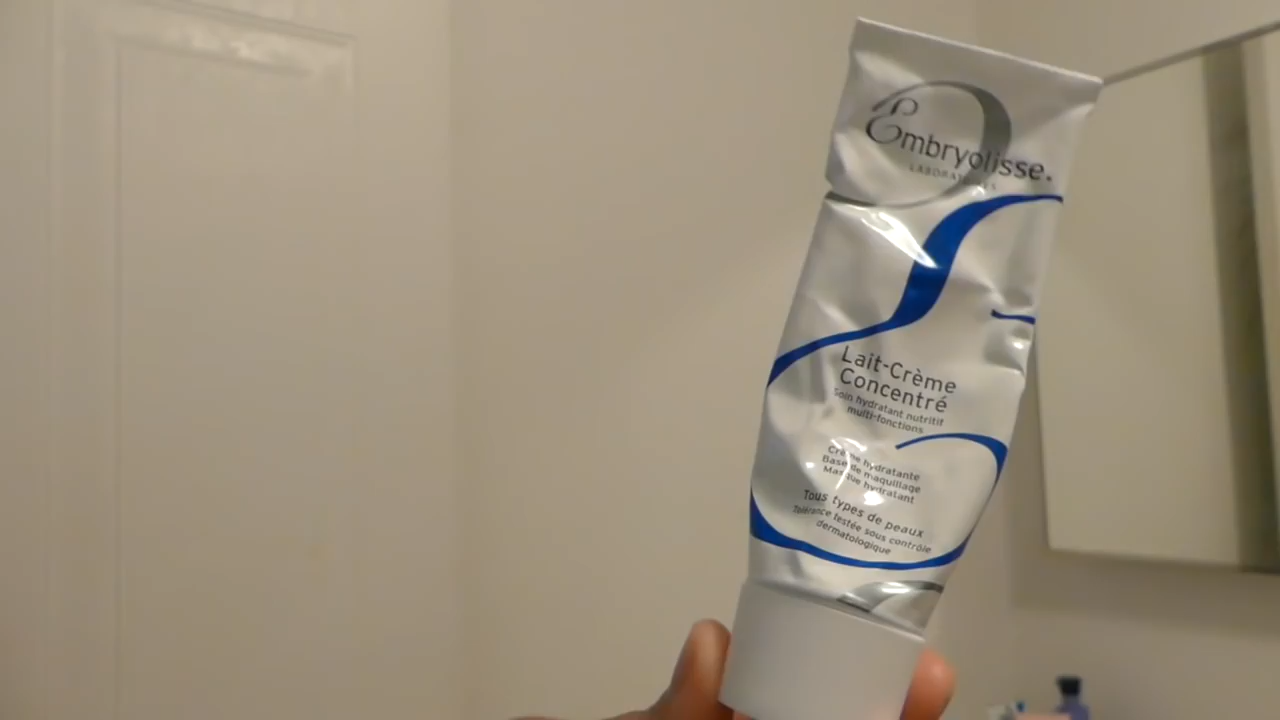 Embryolisse.
LABORATOIRES
Lait-Crème
Concentré
Soin hydratant nutritif
multi-fonctions
Crème hydratante
Base de maquillage
Masque hydratant
Tous types de peaux
Tolérance testée sous contrôle
dermatologique